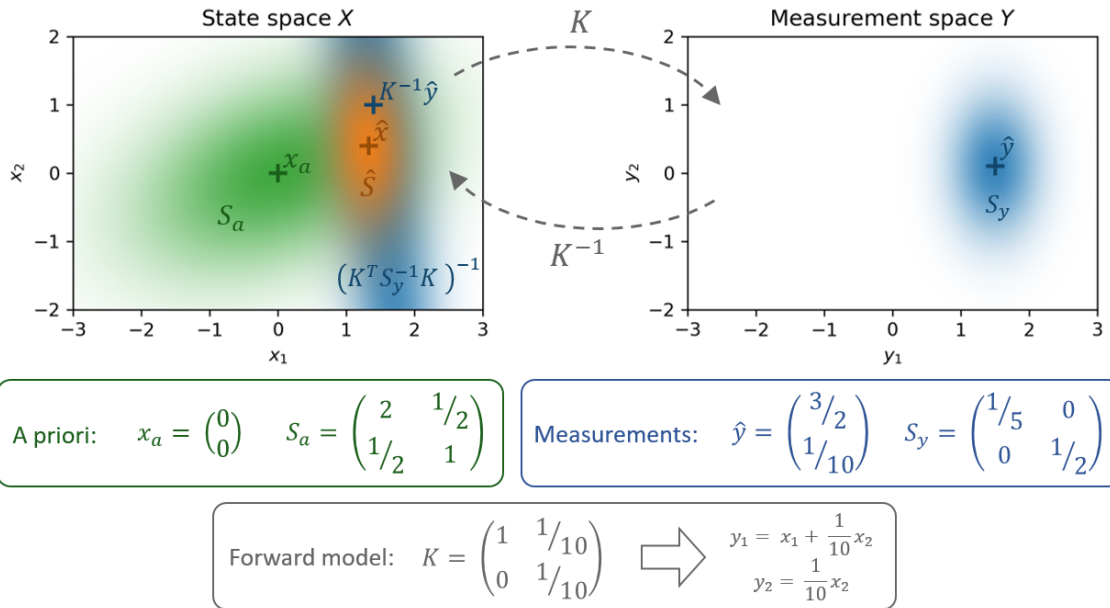 State space X
Measurement space Y
K
K⁻¹
2
1
0
−1
−2
x₂
K⁻¹ŷ
x̂
xₐ
Ŝ
Sₐ
(KᵀS_y⁻¹K)⁻¹
−3 −2 −1 0 1 2 3
x₁
2
1
0
−1
−2
y₂
ŷ
S_y
−3 −2 −1 0 1 2 3
y₁
A priori: xₐ = (0 0) Sₐ = (2 1/2 1/2 1)
Measurements: ŷ = (3/2 1/10) S_y = (1/5 0 0 1/2)
Forward model: K = (1 1/10 0 1/10)
y₁ = x₁ + 1/10 x₂
y₂ = 1/10 x₂